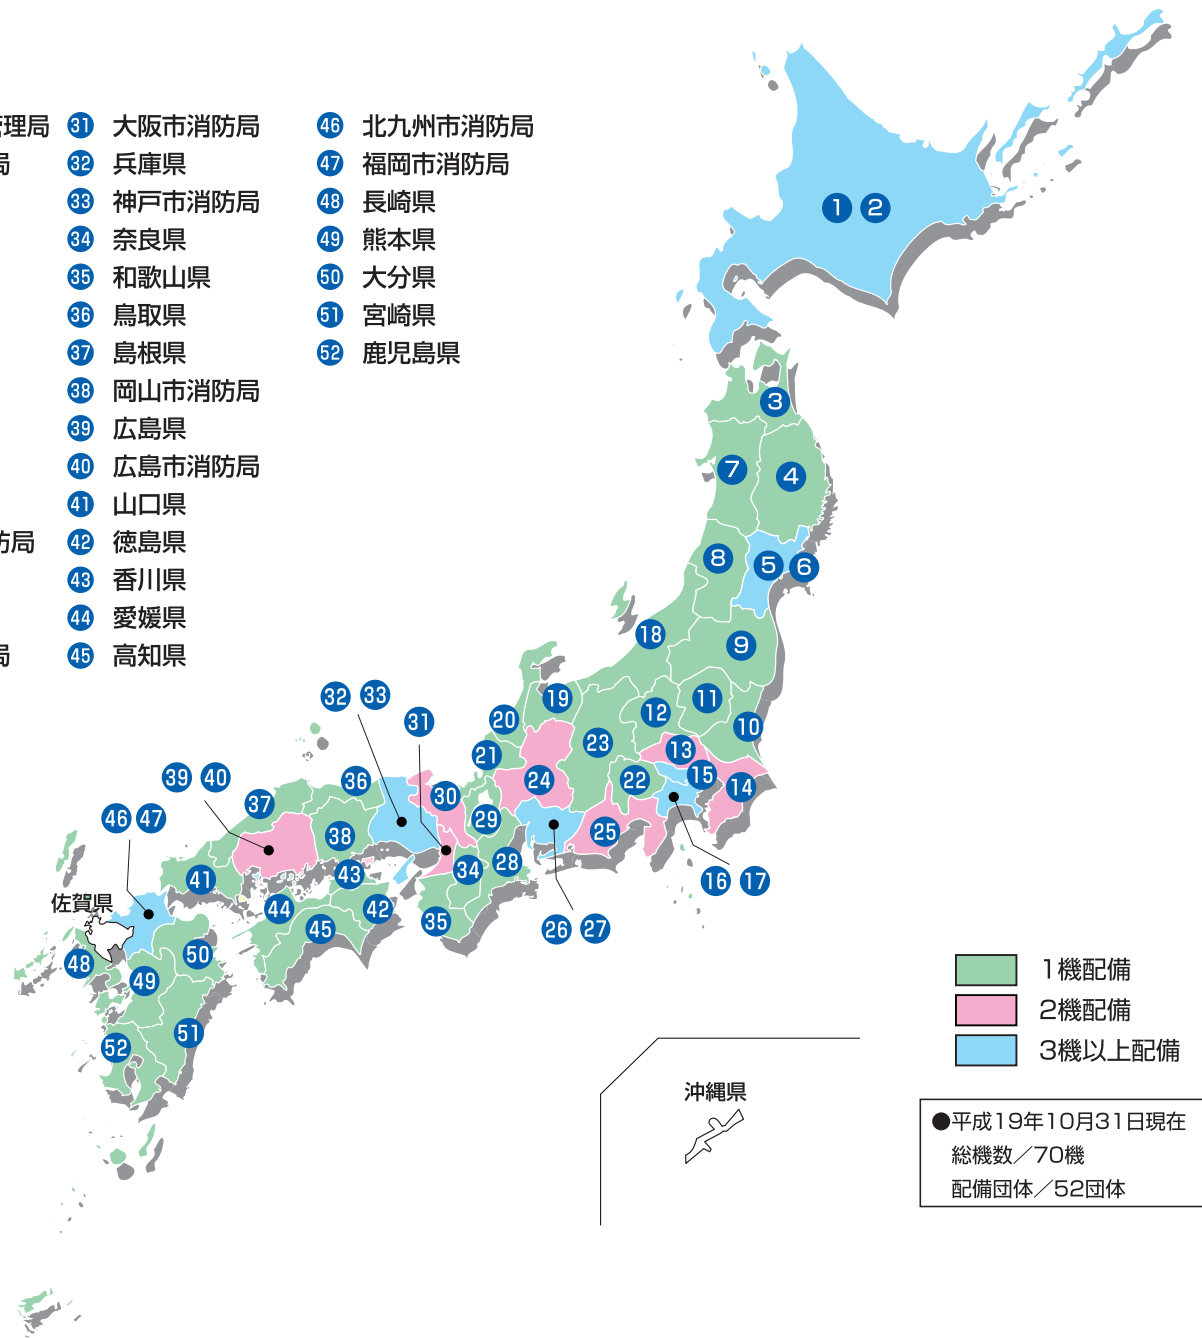 管理局
局
防局
局
31 大阪市消防局
32 兵庫県
33 神戸市消防局
34 奈良県
35 和歌山県
36 鳥取県
37 島根県
38 岡山市消防局
39 広島県
40 広島市消防局
41 山口県
42 徳島県
43 香川県
44 愛媛県
45 高知県
46 北九州市消防局
47 福岡市消防局
48 長崎県
49 熊本県
50 大分県
51 宮崎県
52 鹿児島県
1 2
3
7
4
8
5 6
18
9
19
12
11
10
20
21
23
13
24
22
15
14
25
16 17
26 27
32 33
31
36
30
29
28
34
35
39 40
37
38
41
43
44
45
42
46 47
佐賀県
48
49
50
51
52
沖縄県
1機配備
2機配備
3機以上配備
●平成19年10月31日現在
総機数／70機
配備団体／52団体